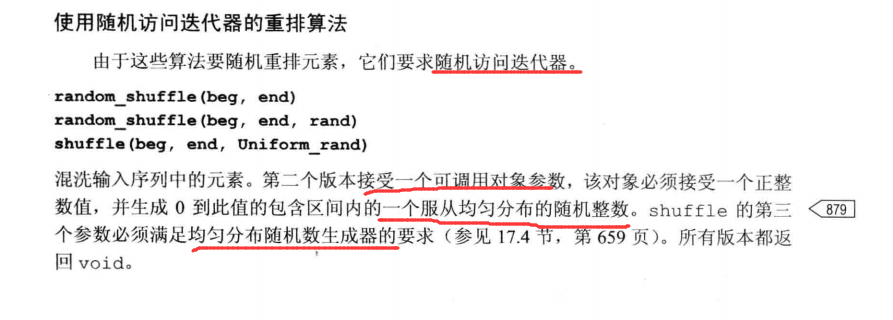 使用随机访问迭代器的重排算法
由于这些算法要随机重排元素，它们要求随机访问迭代器。
random_shuffle(beg, end)
random_shuffle(beg, end, rand)
shuffle(beg, end, Uniform_rand)
混洗输入序列中的元素。第二个版本接受一个可调用对象参数，该对象必须接受一个正整
数值，并生成 0 到此值的包含区间内的一个服从均匀分布的随机整数。shuffle 的第三
879
个参数必须满足均匀分布随机数生成器的要求（参见 17.4 节，第 659 页）。所有版本都返
回 void。